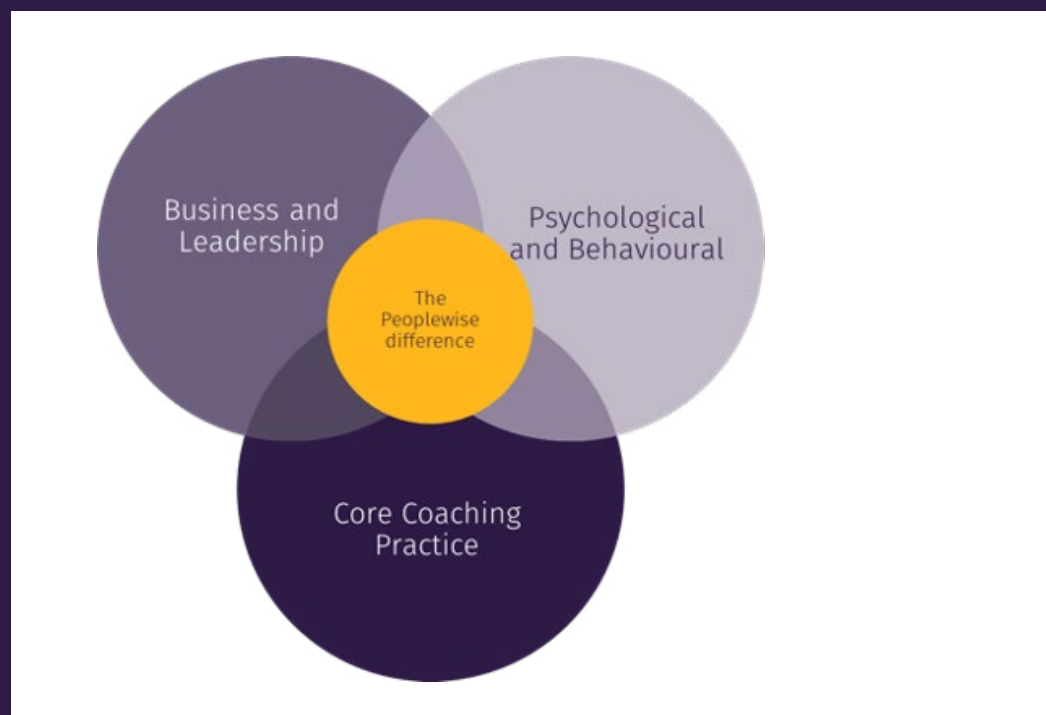 Business and
Leadership
Psychological
and Behavioural
The
Peoplewise
difference
Core Coaching
Practice